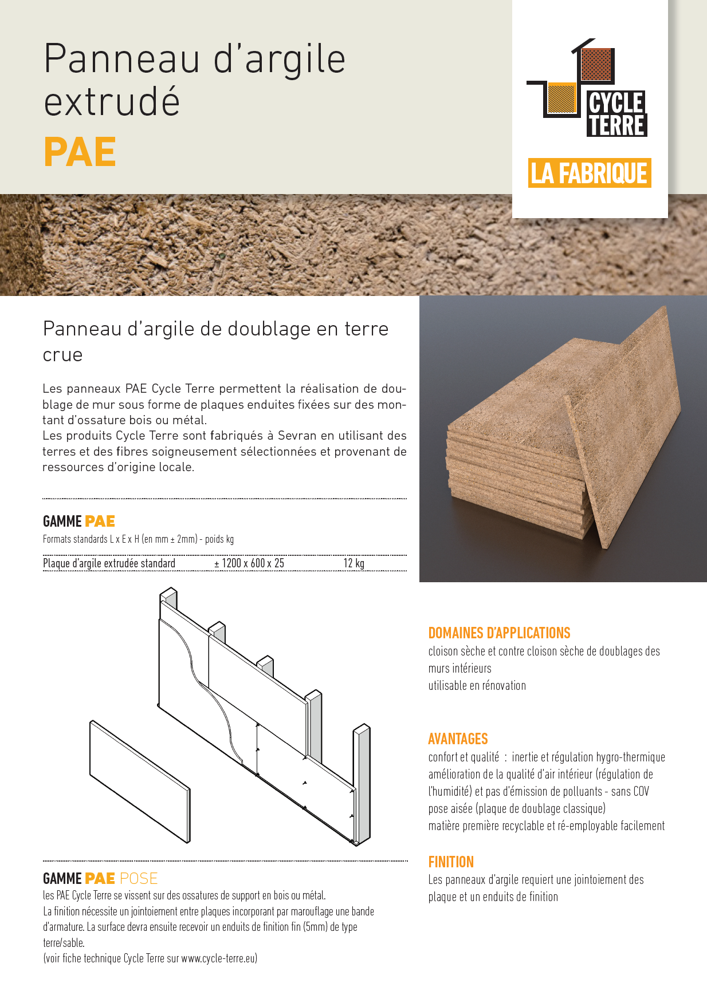 Panneau d’argile
extrudé
PAE
CYCLE
TERRE
LA FABRIQUE
Panneau d’argile de doublage en terre
crue
Les panneaux PAE Cycle Terre permettent la réalisation de dou-
blage de mur sous forme de plaques enduites fixées sur des mon-
tant d’ossature bois ou métal.
Les produits Cycle Terre sont fabriqués à Sevran en utilisant des
terres et des fibres soigneusement sélectionnées et provenant de
ressources d’origine locale.
GAMME PAE
Formats standards L x E x H (en mm ± 2mm) - poids kg
Plaque d'argile extrudée standard ± 1200 x 600 x 25 12 kg
GAMME PAE POSE
les PAE Cycle Terre se vissent sur des ossatures de support en bois ou métal.
La finition nécessite un jointoiement entre plaques incorporant par marouflage une bande
d'armature. La surface devra ensuite recevoir un enduits de finition fin (5mm) de type
terre/sable.
(voir fiche technique Cycle Terre sur www.cycle-terre.eu)
DOMAINES D’APPLICATIONS
cloison sèche et contre cloison sèche de doublages des
murs intérieurs
utilisable en rénovation
AVANTAGES
confort et qualité : inertie et régulation hygro-thermique
amélioration de la qualité d'air intérieur (régulation de
l'humidité) et pas d'émission de polluants - sans COV
pose aisée (plaque de doublage classique)
matière première recyclable et ré-employable facilement
FINITION
Les panneaux d'argile requiert une jointoiement des
plaque et un enduits de finition